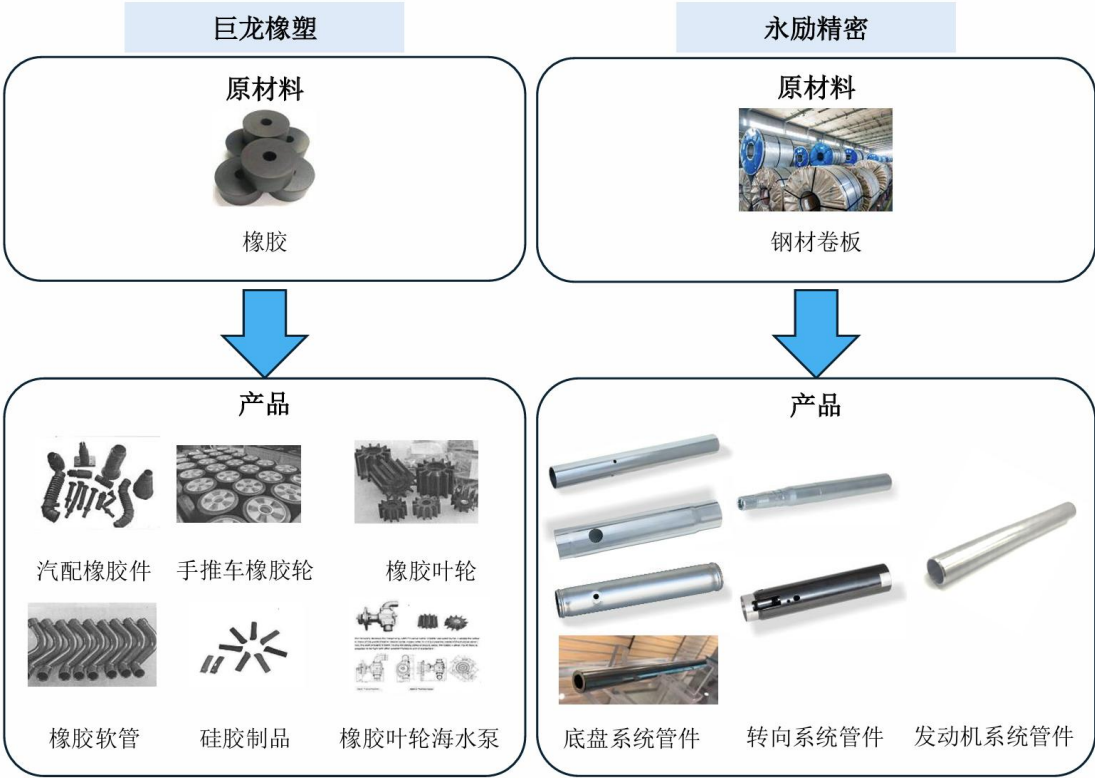 巨龙橡塑
永励精密
原材料
橡胶
原材料
钢材卷板
产品
汽配橡胶件
手推车橡胶轮
橡胶叶轮
橡胶软管
硅胶制品
橡胶叶轮海水泵
产品
底盘系统管件
转向系统管件
发动机系统管件